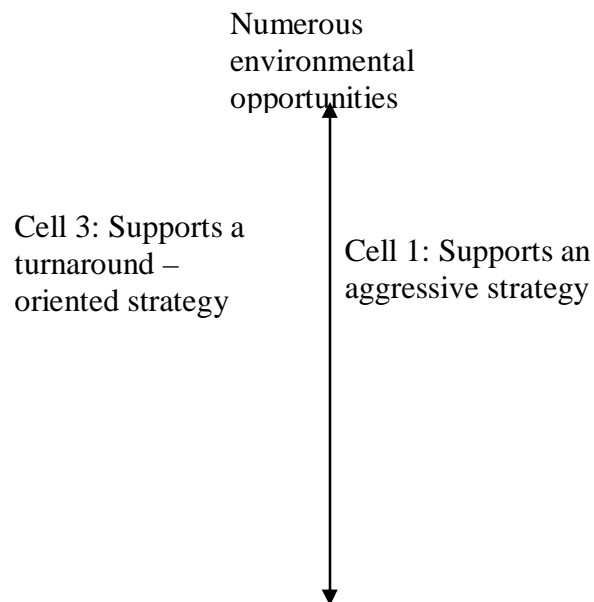 Numerous
environmental
opportunities
Cell 3: Supports a
turnaround –
oriented strategy
Cell 1: Supports an
aggressive strategy